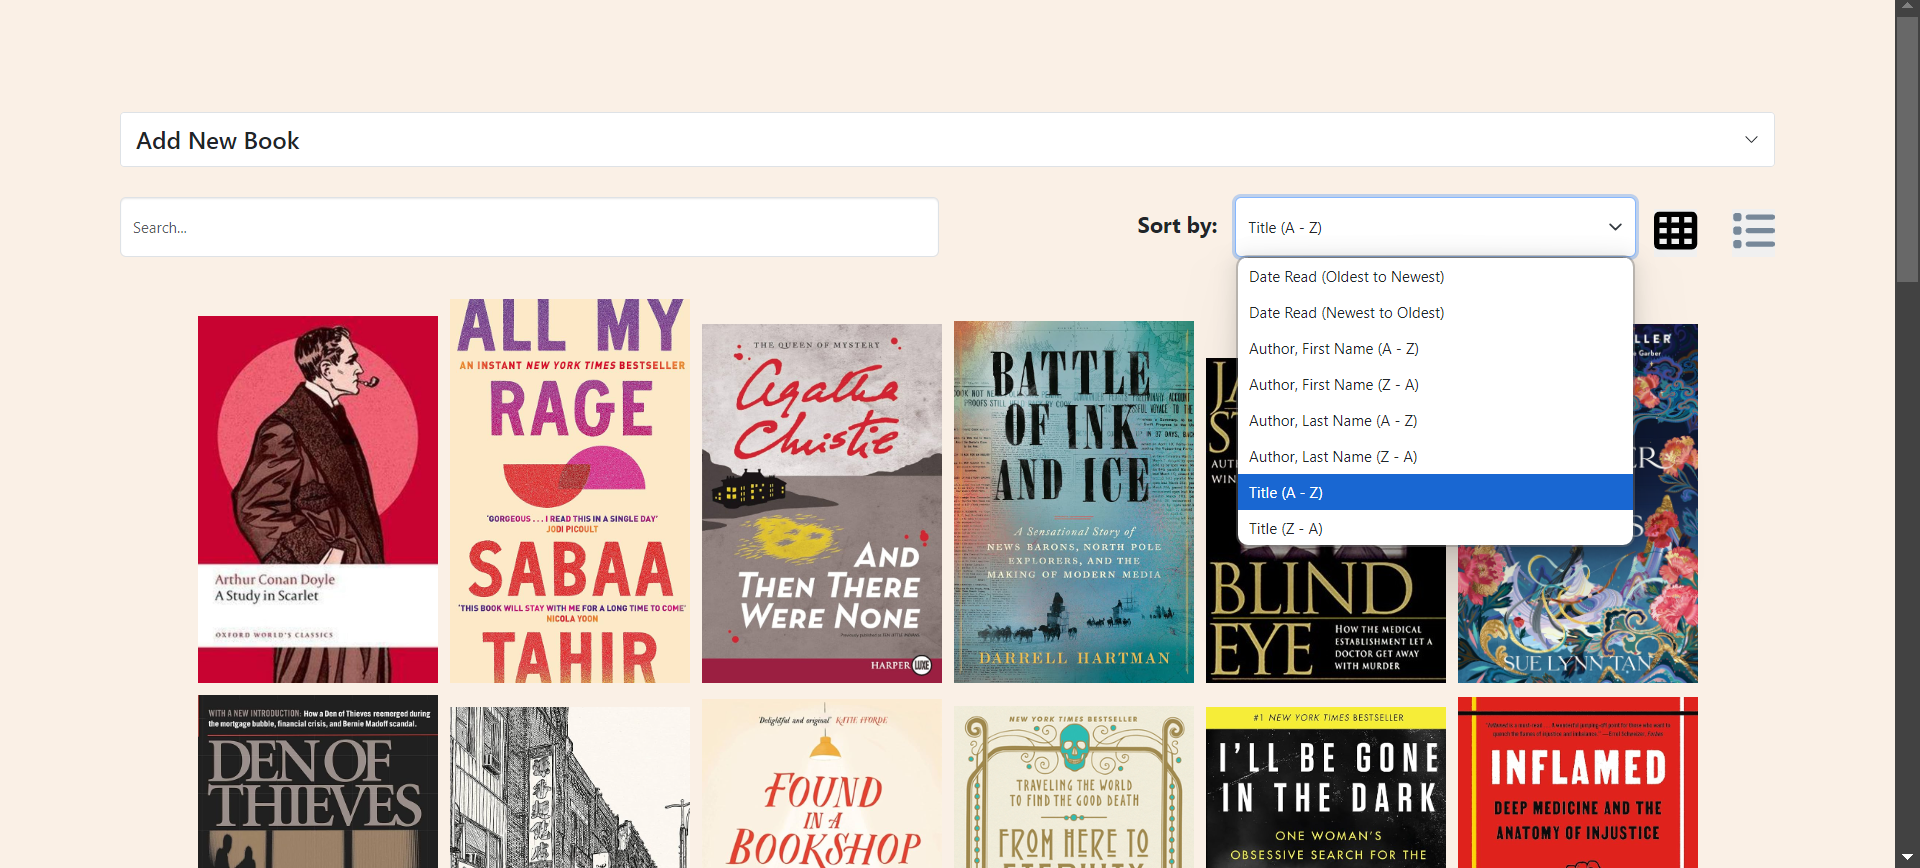 Add New Book
Search...
Sort by:
Title (A - Z)
Date Read (Oldest to Newest)
Date Read (Newest to Oldest)
Author, First Name (A - Z)
Author, First Name (Z - A)
Author, Last Name (A - Z)
Author, Last Name (Z - A)
Title (A - Z)
Title (Z - A)
Arthur Conan Doyle
A Study in Scarlet
OXFORD WORLD'S CLASSICS
ALL MY
AN INSTANT NEW YORK TIMES BESTSELLER
RAGE
'GORGEOUS . . . I READ THIS IN A SINGLE DAY'
JODI PICOULT
SABAA
'THIS BOOK WILL STAY WITH ME FOR A LONG TIME TO COME'
NICOLA YOON
TAHIR
THE QUEEN OF MYSTERY
Agatha
Christie
AND
THEN THERE
WERE NONE
HARPER LUXE
BATTLE
OF INK
AND ICE
A Sensational Story of
NEWS BARONS, NORTH POLE
EXPLORERS, AND THE
MAKING OF MODERN MEDIA
DARRELL HARTMAN
BLIND
EYE
HOW THE MEDICAL
ESTABLISHMENT LET A
DOCTOR GET AWAY
WITH MURDER
Garber
SUE LYNN TAN
WITH A NEW INTRODUCTION: How a Den of Thieves reemerged during
the mortgage bubble, financial crisis, and Bernie Madoff scandal.
DEN OF
THIEVES
Delightful and original KATIE FFORDE
FOUND
IN A
BOOKSHOP
NEW YORK TIMES BESTSELLER
TRAVELING THE WORLD
TO FIND THE GOOD DEATH
FROM HERE TO
ETERNITY
#1 NEW YORK TIMES BESTSELLER
I'LL BE GONE
IN THE DARK
ONE WOMAN'S
OBSESSIVE SEARCH FOR THE
INFLAMED
DEEP MEDICINE AND THE
ANATOMY OF INJUSTICE